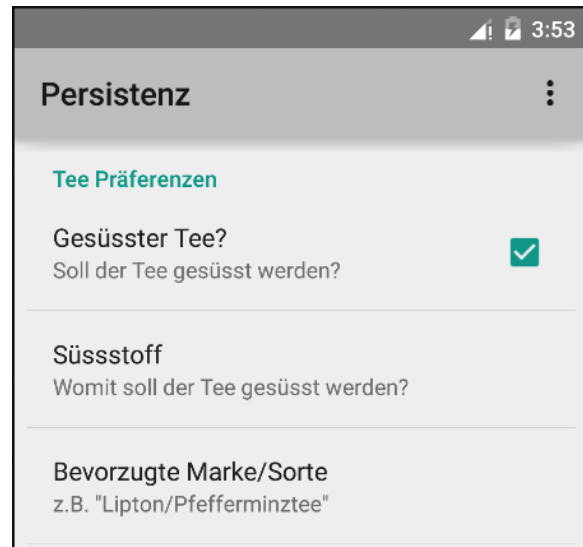 3:53
Persistenz
Tee Präferenzen
Gesüsster Tee?
Soll der Tee gesüsst werden?
Süssstoff
Womit soll der Tee gesüsst werden?
Bevorzugte Marke/Sorte
z.B. "Lipton/Pfefferminztee"